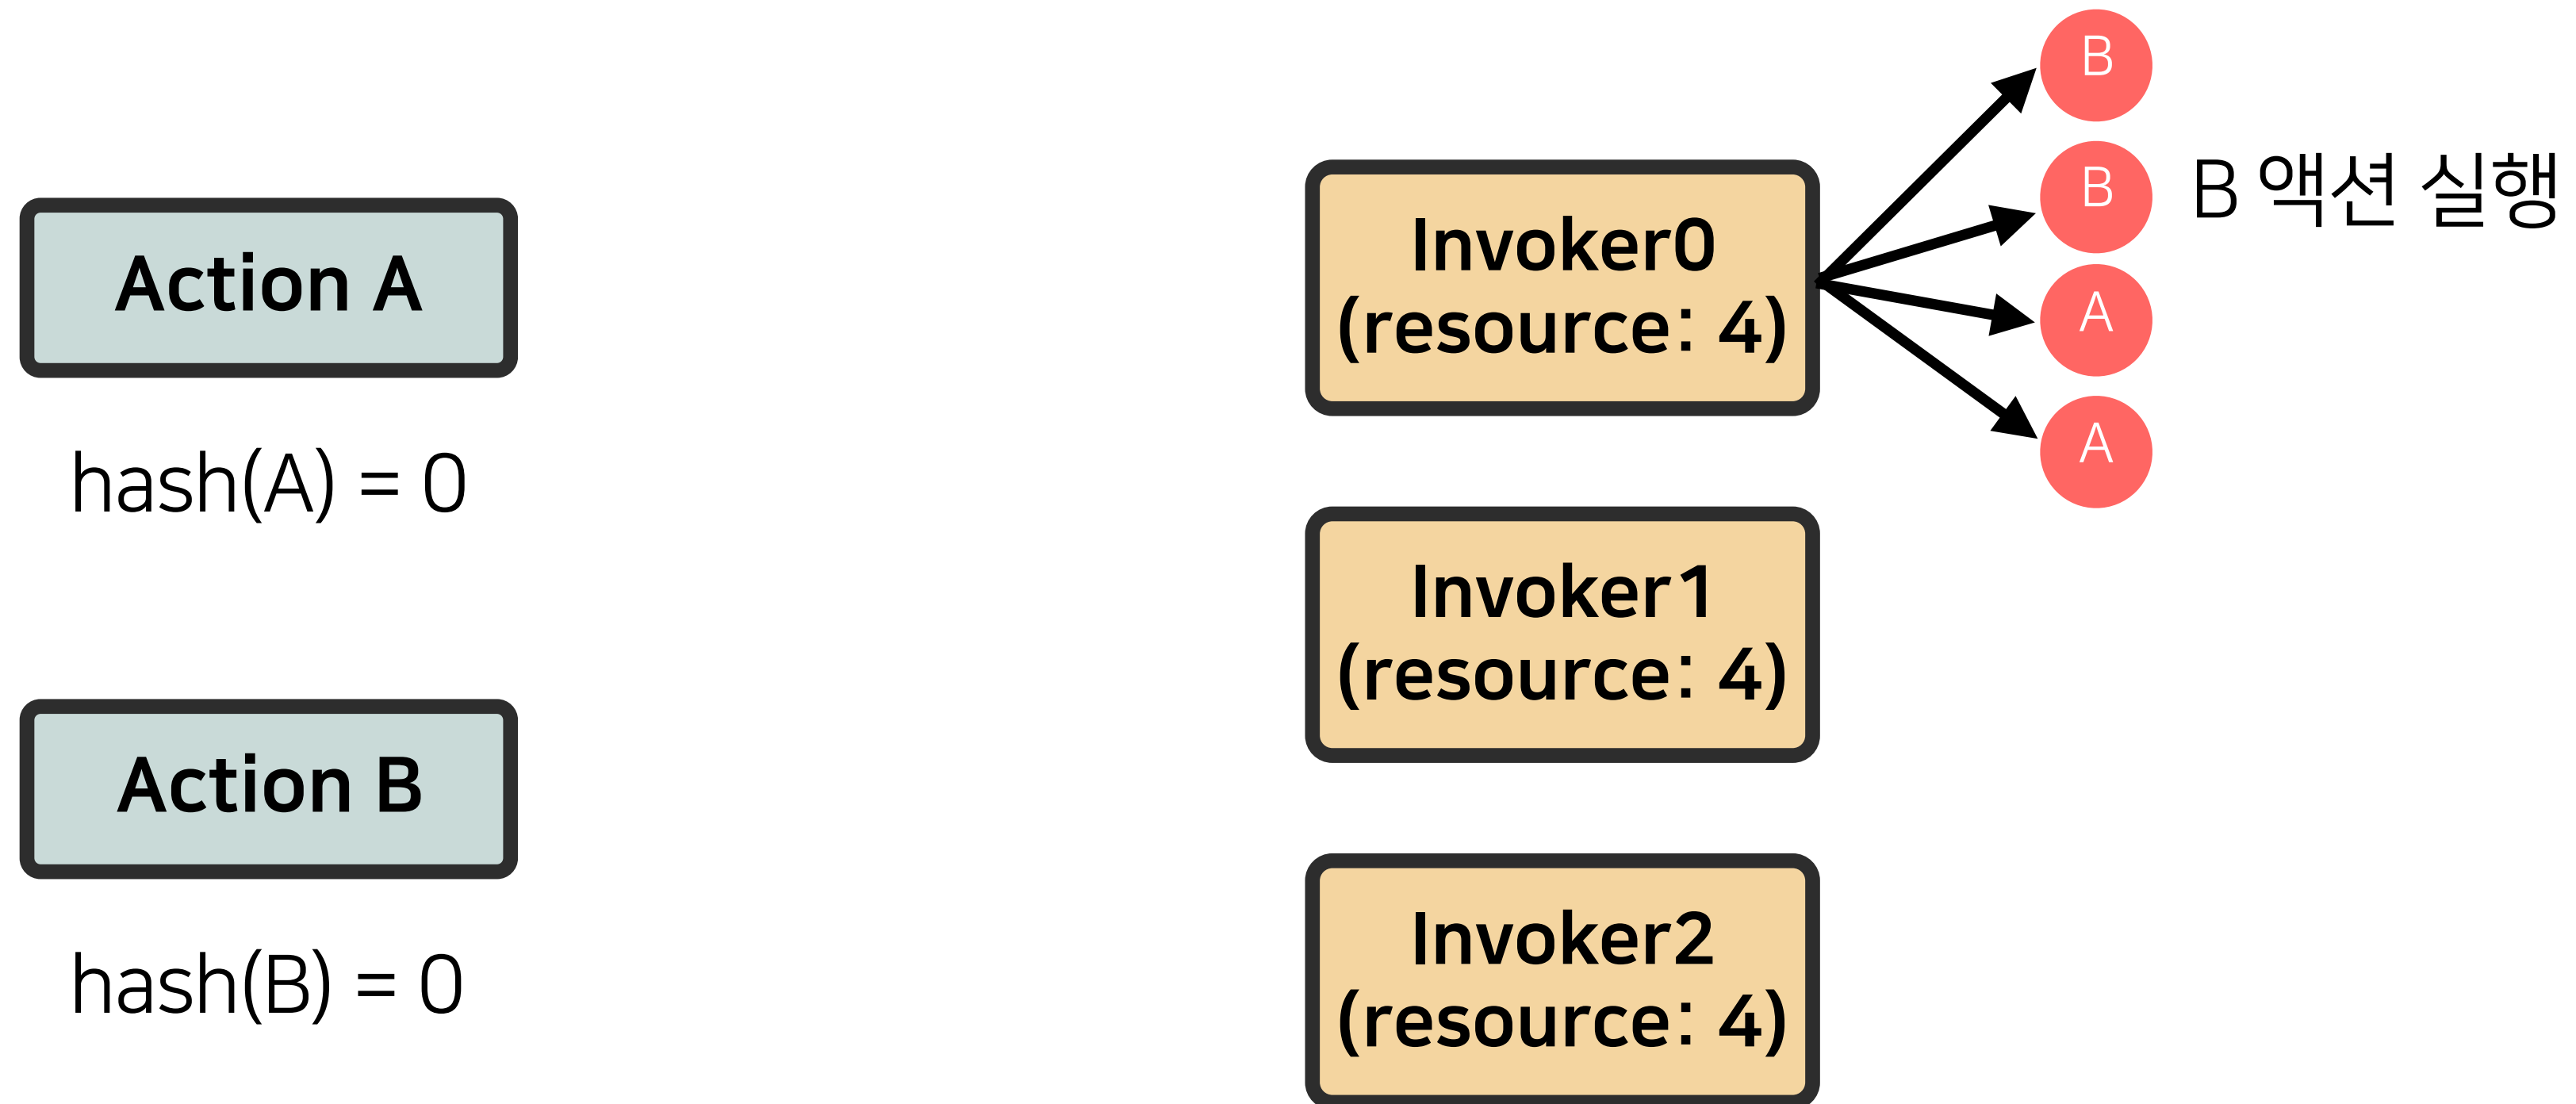 Action A
hash(A) = 0
Action B
hash(B) = 0
Invoker0
(resource: 4)
Invoker1
(resource: 4)
Invoker2
(resource: 4)
B
B
A
A
B 액션 실행